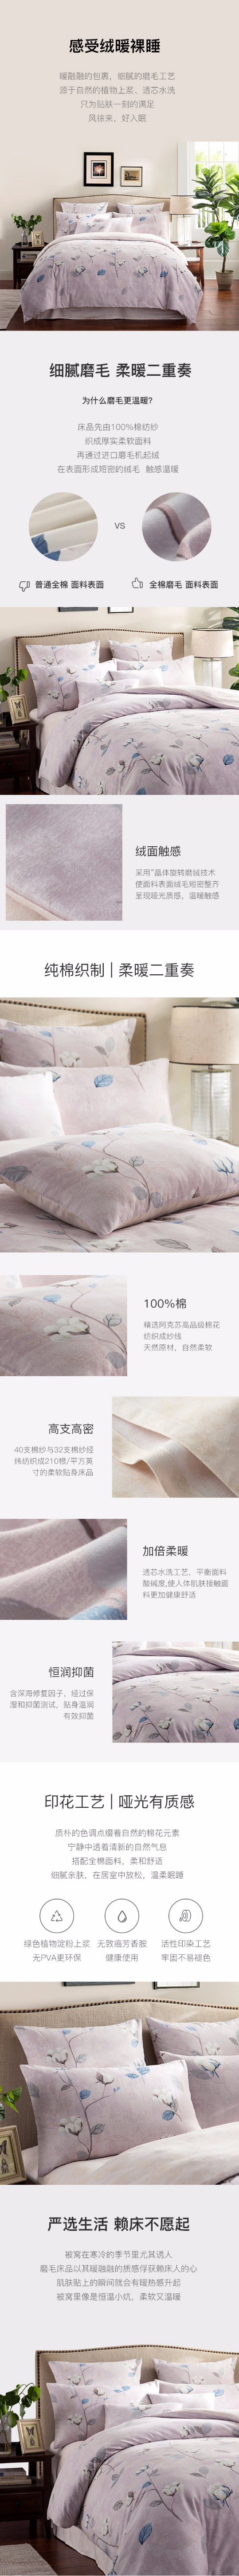 感受绒暖裸睡
暖融融的包裹，细腻的磨毛工艺
源于自然的植物上浆、透芯水洗
只为贴肤一刻的满足
风徐来，好入眠
细腻磨毛 柔暖二重奏
为什么磨毛更温暖？
床品先由100%棉纺纱
织成厚实柔软面料
再通过进口磨毛机起绒
在表面形成短密的绒毛 触感温暖
VS
普通全棉 面料表面
全棉磨毛 面料表面
绒面触感
采用“晶体旋转磨绒技术
使面料表面绒毛短密整齐
呈现哑光质感，温暖触感
纯棉织制 | 柔暖二重奏
100%棉
精选阿克苏高品级棉花
纺织成纱线
天然原材，自然柔软
高支高密
40支棉纱与32支棉纱经
纬纺织成210根/平方英
寸的柔软贴身床品
加倍柔暖
透芯水洗工艺，平衡面料
酸碱度,使人体肌肤接触面
料更加健康舒适
恒润抑菌
含深海修复因子，经过保
湿和抑菌测试，贴身温润
有效抑菌
印花工艺 | 哑光有质感
质朴的色调点缀着自然的棉花元素
宁静中透着清新的自然气息
搭配全棉面料，柔和舒适
细腻亲肤，在居室中放松，温柔眠睡
绿色植物淀粉上浆
无PVA更环保
无致癌芳香胺
健康使用
活性印染工艺
牢固不易褪色
严选生活 赖床不愿起
被窝在寒冷的季节里尤其诱人
磨毛床品以其暖融融的质感俘获赖床人的心
肌肤贴上的瞬间就会有暖热感升起
被窝里像是恒温小炕，柔软又温暖